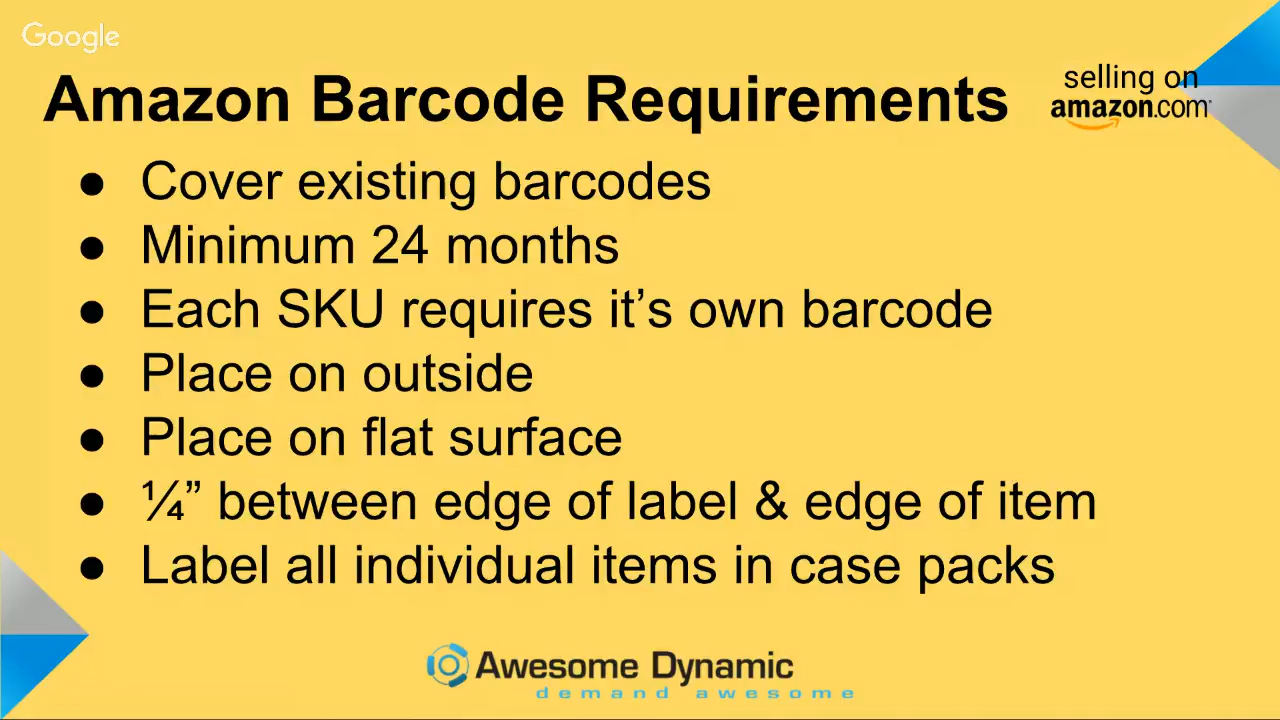 Google
Amazon Barcode Requirements
selling on
amazon.com
● Cover existing barcodes
● Minimum 24 months
● Each SKU requires it’s own barcode
● Place on outside
● Place on flat surface
● ¼” between edge of label & edge of item
● Label all individual items in case packs
Awesome Dynamic
demand awesome